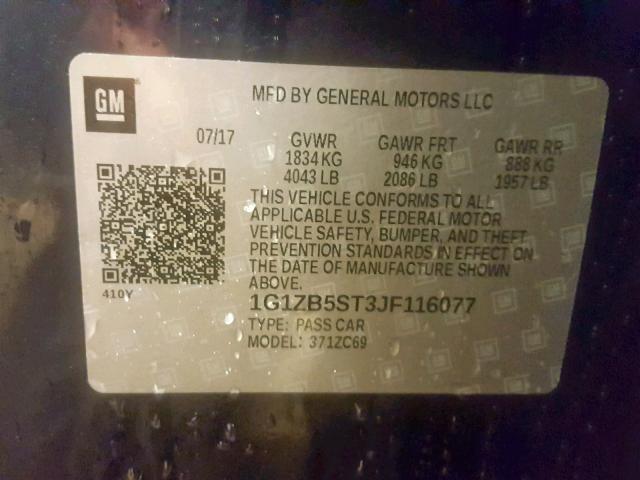 GM
MFD BY GENERAL MOTORS LLC
07/17 GVWR GAWR FRT GAWR RR
1834 KG 946 KG 888 KG
4043 LB 2086 LB 1957 LB
THIS VEHICLE CONFORMS TO ALL
APPLICABLE U.S. FEDERAL MOTOR
VEHICLE SAFETY, BUMPER, AND THEFT
PREVENTION STANDARDS IN EFFECT ON
THE DATE OF MANUFACTURE SHOWN
ABOVE.
410Y
1G1ZB5ST3JF116077
TYPE: PASS CAR
MODEL: 371ZC69